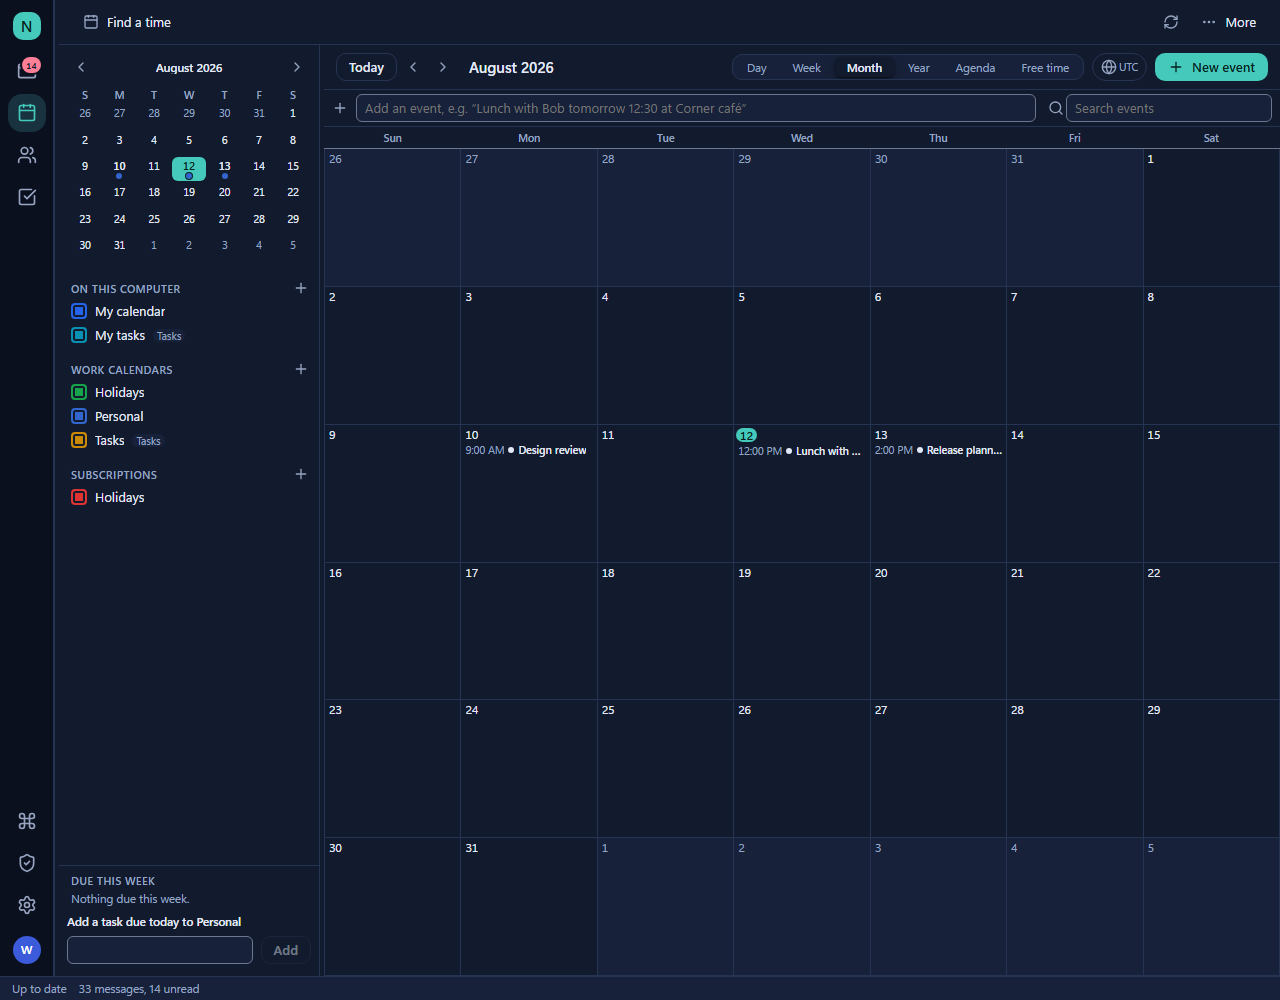 N
Find a time
More
14
August 2026
S M T W T F S
26 27 28 29 30 31 1
2 3 4 5 6 7 8
9 10 11 12 13 14 15
16 17 18 19 20 21 22
23 24 25 26 27 28 29
30 31 1 2 3 4 5
ON THIS COMPUTER
My calendar
My tasks Tasks
WORK CALENDARS
Holidays
Personal
Tasks Tasks
SUBSCRIPTIONS
Holidays
DUE THIS WEEK
Nothing due this week.
Add a task due today to Personal
Add
W
Today August 2026 Day Week Month Year Agenda Free time UTC New event
Add an event, e.g. “Lunch with Bob tomorrow 12:30 at Corner café”
Search events
Sun Mon Tue Wed Thu Fri Sat
26 27 28 29 30 31 1
2 3 4 5 6 7 8
9 10 11 12 13 14 15
9:00 AM Design review 12:00 PM Lunch with ... 2:00 PM Release plann...
16 17 18 19 20 21 22
23 24 25 26 27 28 29
30 31 1 2 3 4 5
Up to date 33 messages, 14 unread